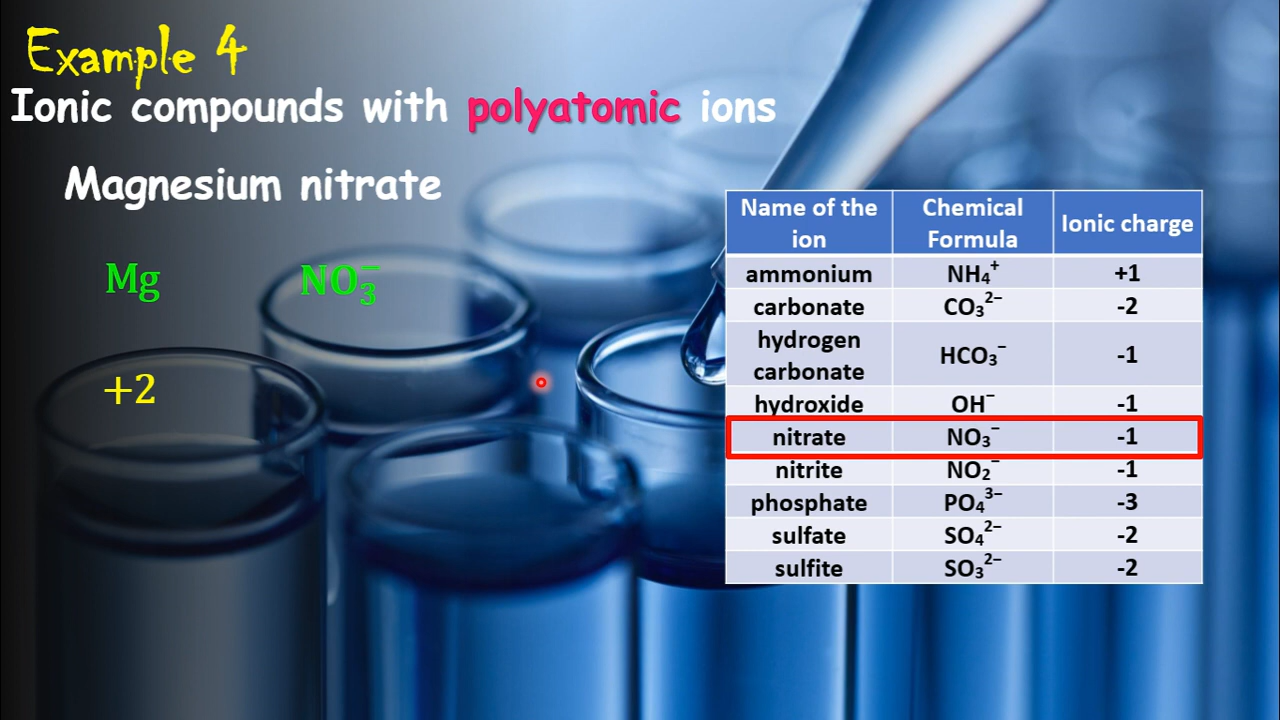 Example 4
Ionic compounds with polyatomic ions
Magnesium nitrate
Mg NO₃⁻
+2
Name of the ion Chemical Formula Ionic charge
ammonium NH₄⁺ +1
carbonate CO₃²⁻ -2
hydrogen carbonate HCO₃⁻ -1
hydroxide OH⁻ -1
nitrate NO₃⁻ -1
nitrite NO₂⁻ -1
phosphate PO₄³⁻ -3
sulfate SO₄²⁻ -2
sulfite SO₃²⁻ -2